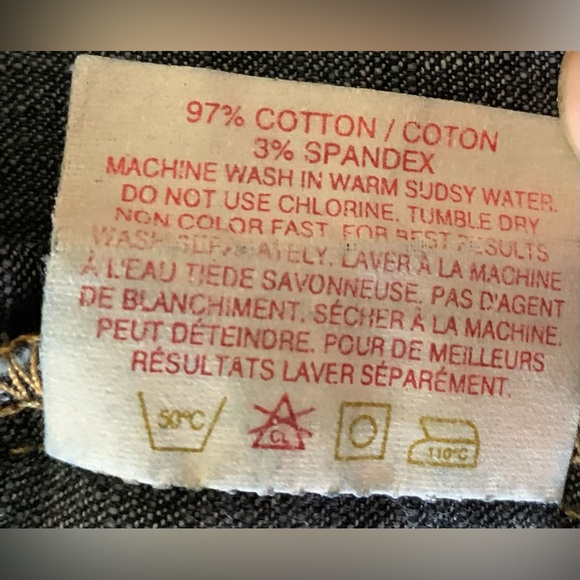 97% COTTON / COTON
3% SPANDEX
MACHINE WASH IN WARM SUDSY WATER.
DO NOT USE CHLORINE. TUMBLE DRY
NON COLOR FAST. FOR BEST RESULTS
WASH SEPARATELY. LAVER À LA MACHINE
À L'EAU TIEDE SAVONNEUSE. PAS D'AGENT
DE BLANCHIMENT. SÉCHER À LA MACHINE.
PEUT DÉTEINDRE. POUR DE MEILLEURS
RÉSULTATS LAVER SÉPARÉMENT.
50°C CL 110°C